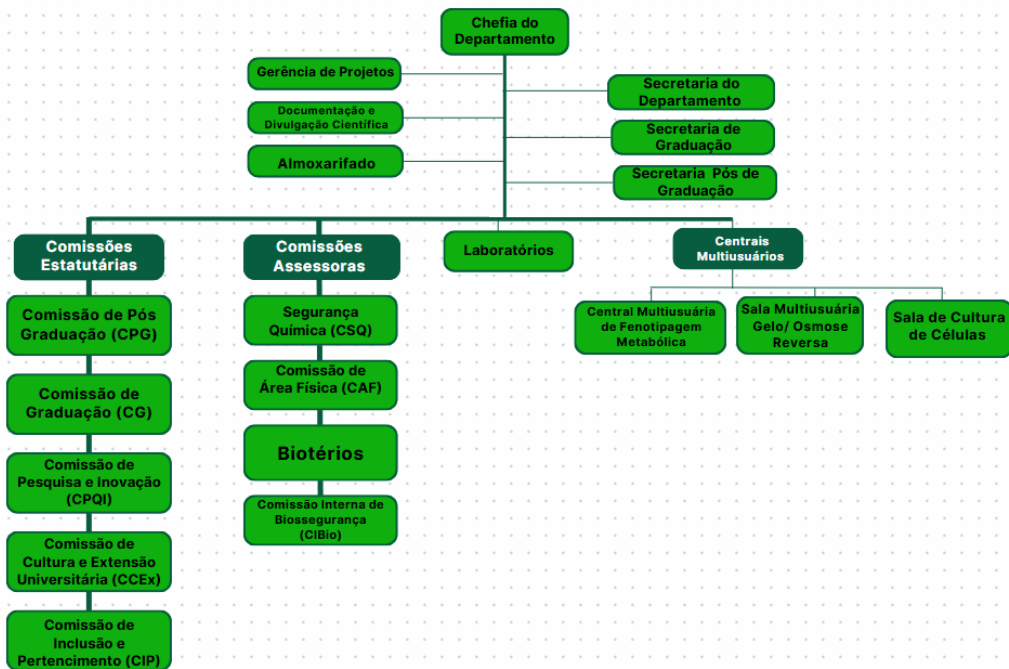 Chefia do
Departamento
Gerência de Projetos
Secretaria do
Departamento
Documentação e
Divulgação Científica
Secretaria de
Graduação
Almoxarifado
Secretaria Pós de
Graduação
Comissões
Estatutárias
Comissões
Assessoras
Laboratórios
Centrais
Multiusuários
Comissão de Pós
Graduação (CPG)
Comissão de
Graduação (CG)
Comissão de
Pesquisa e Inovação
(CPQI)
Comissão de
Cultura e Extensão
Universitária (CCEx)
Comissão de
Inclusão e
Pertencimento (CIP)
Segurança
Química (CSQ)
Comissão de
Área Física (CAF)
Biotérios
Comissão Interna de
Biossegurança
(CIBio)
Central Multiusuária
de Fenotipagem
Metabólica
Sala Multiusuária
Gelo/ Osmose
Reversa
Sala de Cultura
de Células